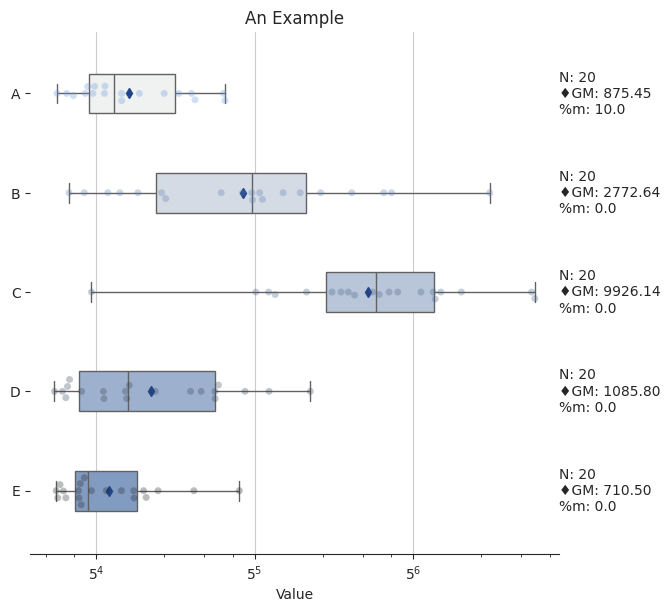 An Example
A
N: 20
♦GM: 875.45
%m: 10.0
B
N: 20
♦GM: 2772.64
%m: 0.0
C
N: 20
♦GM: 9926.14
%m: 0.0
D
N: 20
♦GM: 1085.80
%m: 0.0
E
N: 20
♦GM: 710.50
%m: 0.0
5⁴ 5⁵ 5⁶
Value